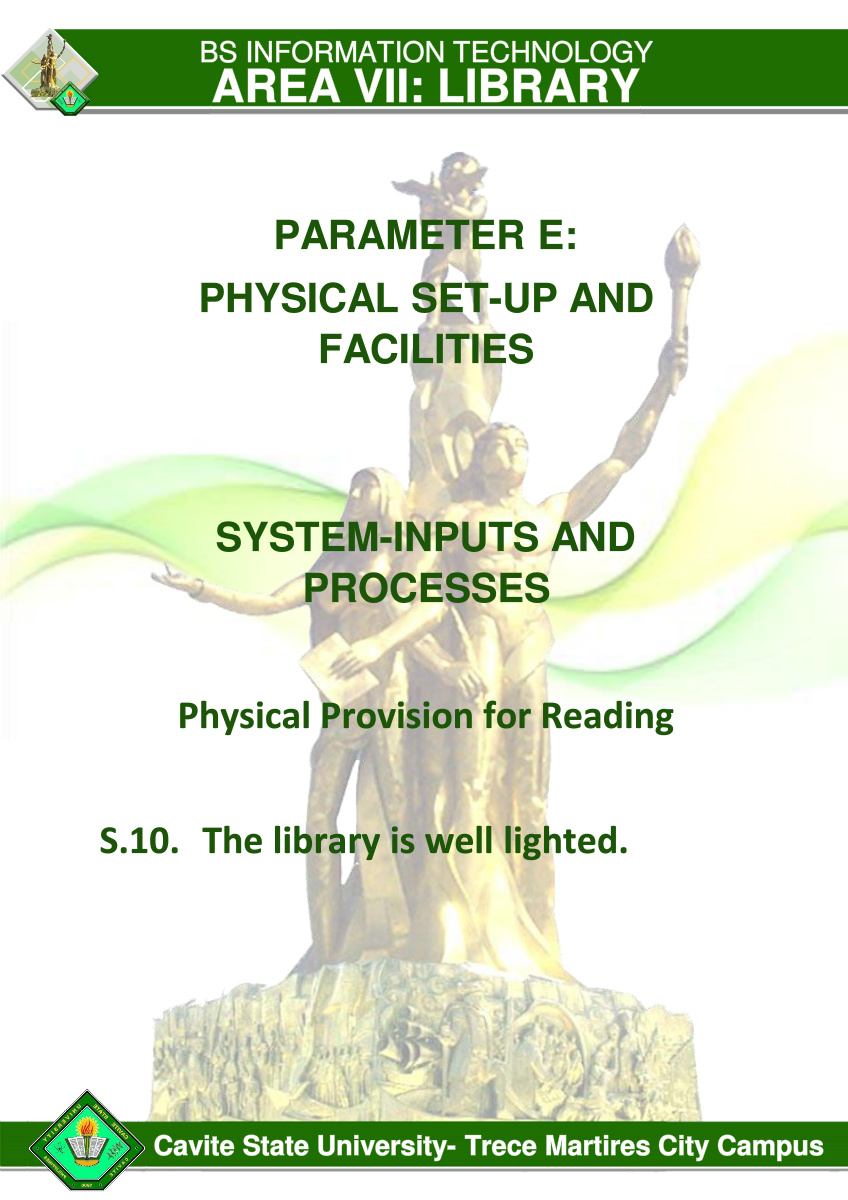 BS INFORMATION TECHNOLOGY
AREA VII: LIBRARY
PARAMETER E:
PHYSICAL SET-UP AND
FACILITIES
SYSTEM-INPUTS AND
PROCESSES
Physical Provision for Reading
S.10. The library is well lighted.
Cavite State University- Trece Martires City Campus